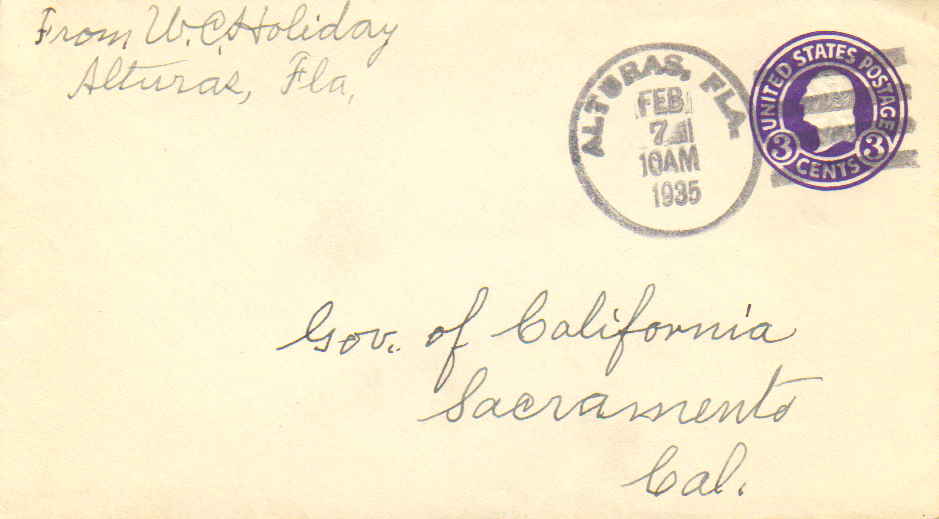 From W.C. Holiday
Alturas, Fla,
ALTURAS, FLA.
FEB
7
10AM
1935
UNITED STATES POSTAGE
3 CENTS 3
Gov. of California
Sacramento
Cal.